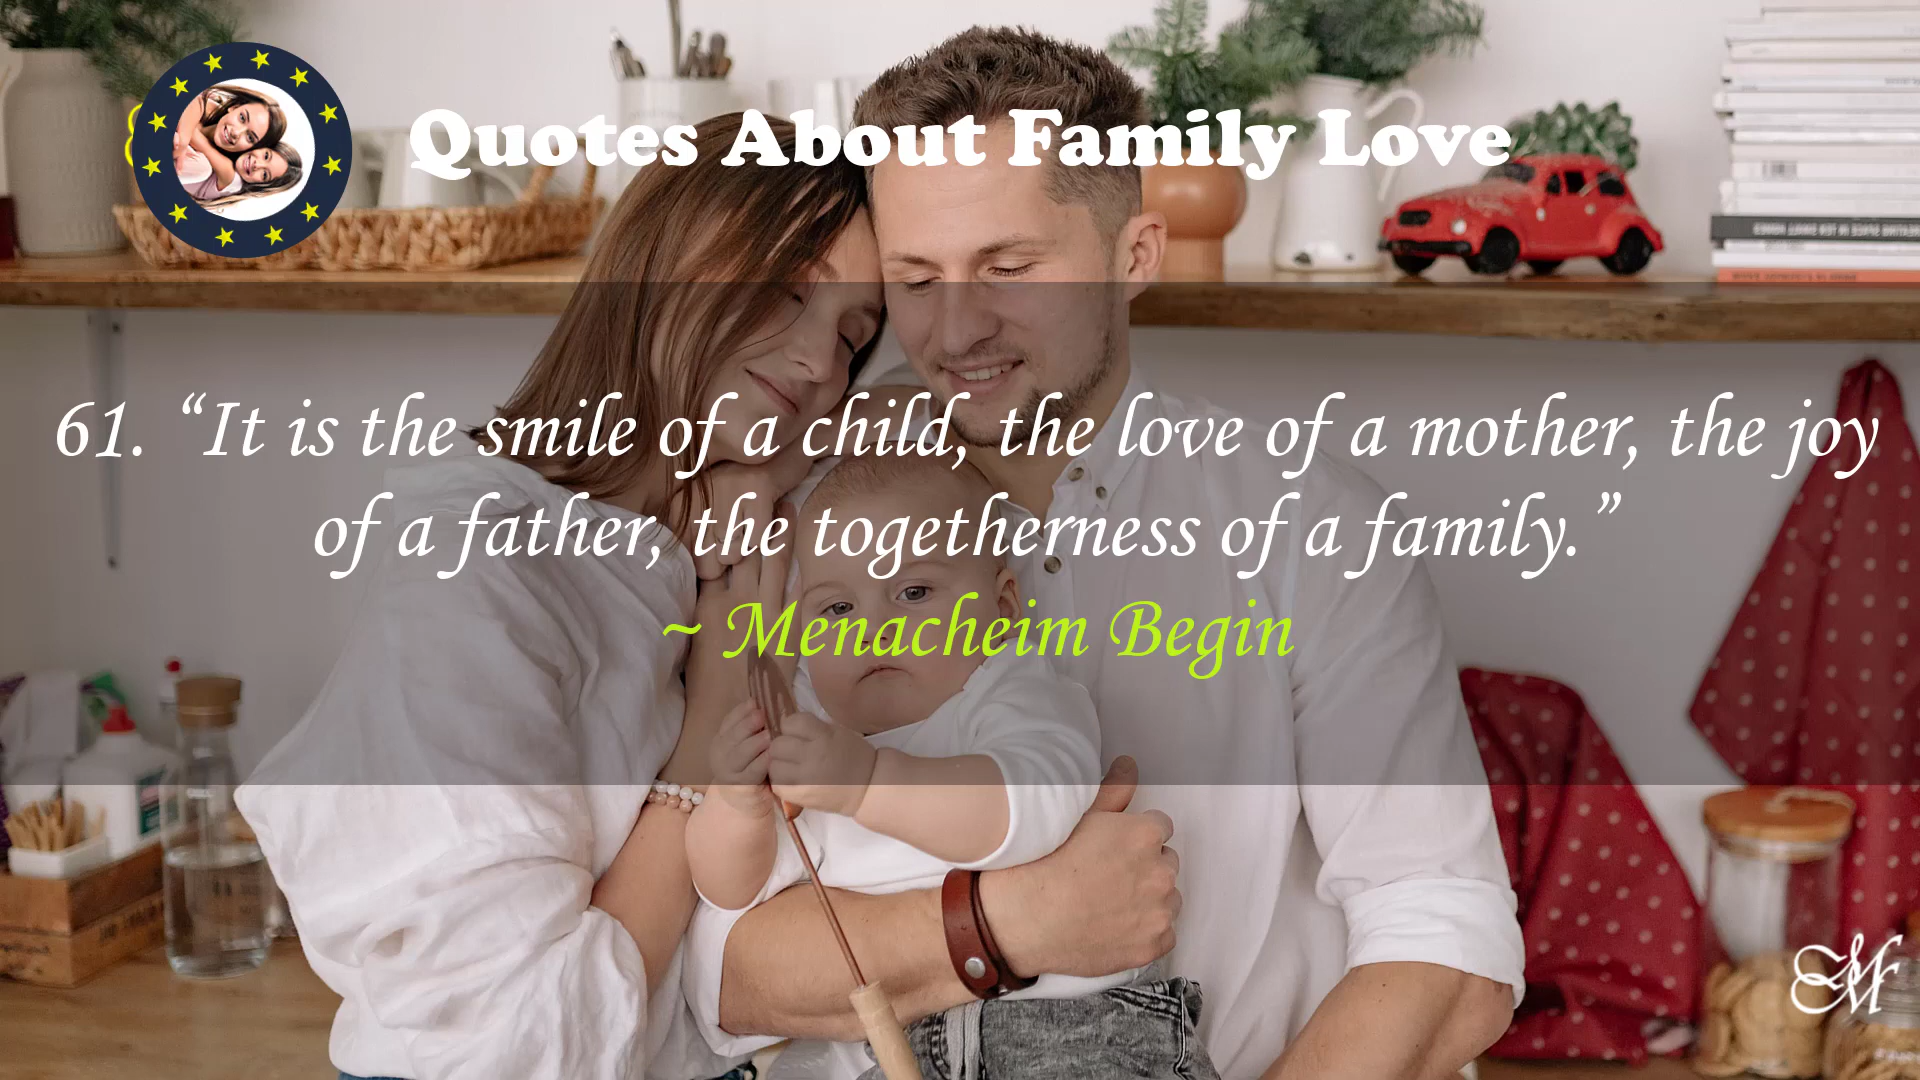 Quotes About Family Love
61. “It is the smile of a child, the love of a mother, the joy
of a father, the togetherness of a family.”
~ Menacheim Begin
M